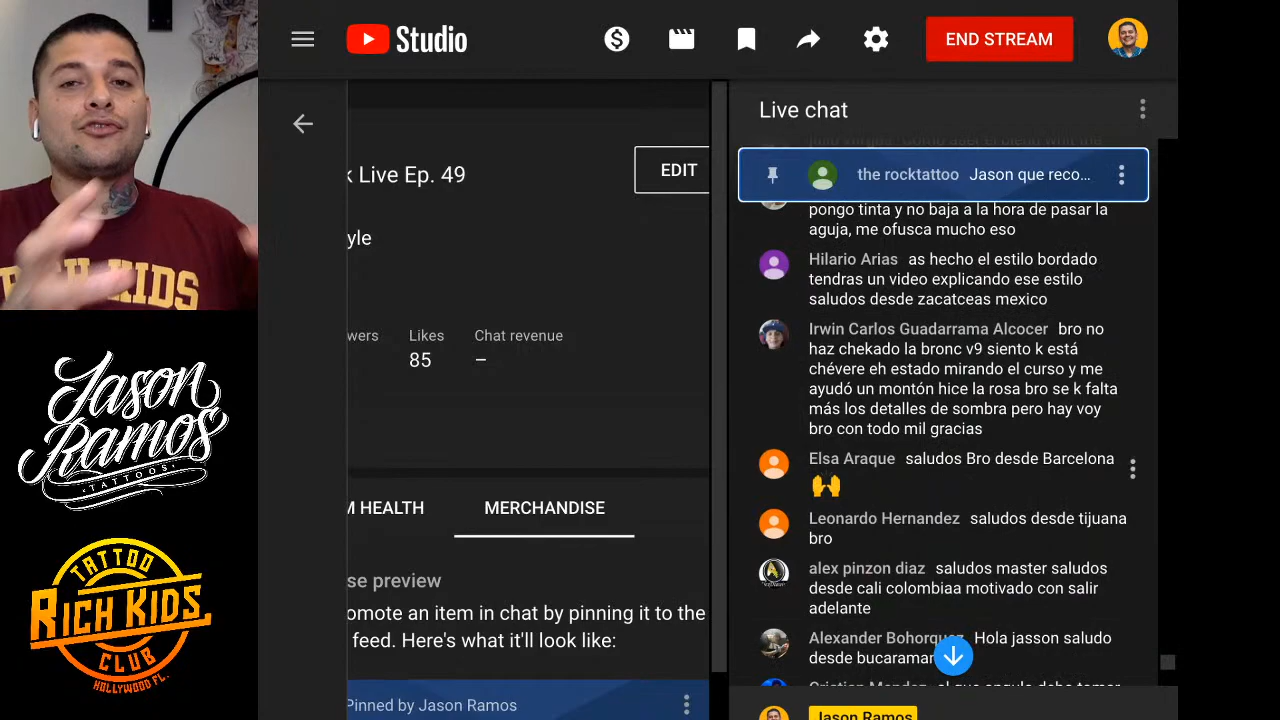 Studio
END STREAM
Live chat
k Live Ep. 49
EDIT
yle
wers
Likes
Chat revenue
85
–
M HEALTH
MERCHANDISE
se preview
omote an item in chat by pinning it to the
feed. Here's what it'll look like:
Pinned by Jason Ramos
the rocktattoo Jason que reco…
pongo tinta y no baja a la hora de pasar la
aguja, me ofusca mucho eso
Hilario Arias as hecho el estilo bordado
tendras un video explicando ese estilo
saludos desde zacatceas mexico
Irwin Carlos Guadarrama Alcocer bro no
haz chekado la bronc v9 siento k está
chévere eh estado mirando el curso y me
ayudó un montón hice la rosa bro se k falta
más los detalles de sombra pero hay voy
bro con todo mil gracias
Elsa Araque saludos Bro desde Barcelona
🙌
Leonardo Hernandez saludos desde tijuana
bro
alex pinzon diaz saludos master saludos
desde cali colombiaa motivado con salir
adelante
Alexander Bohorquez Hola jasson saludo
desde bucaramar
Jason Ramos
RICH KIDS
Jason
Ramos
TATTOOS
TATTOO
RICH KIDS
CLUB
HOLLYWOOD FL.